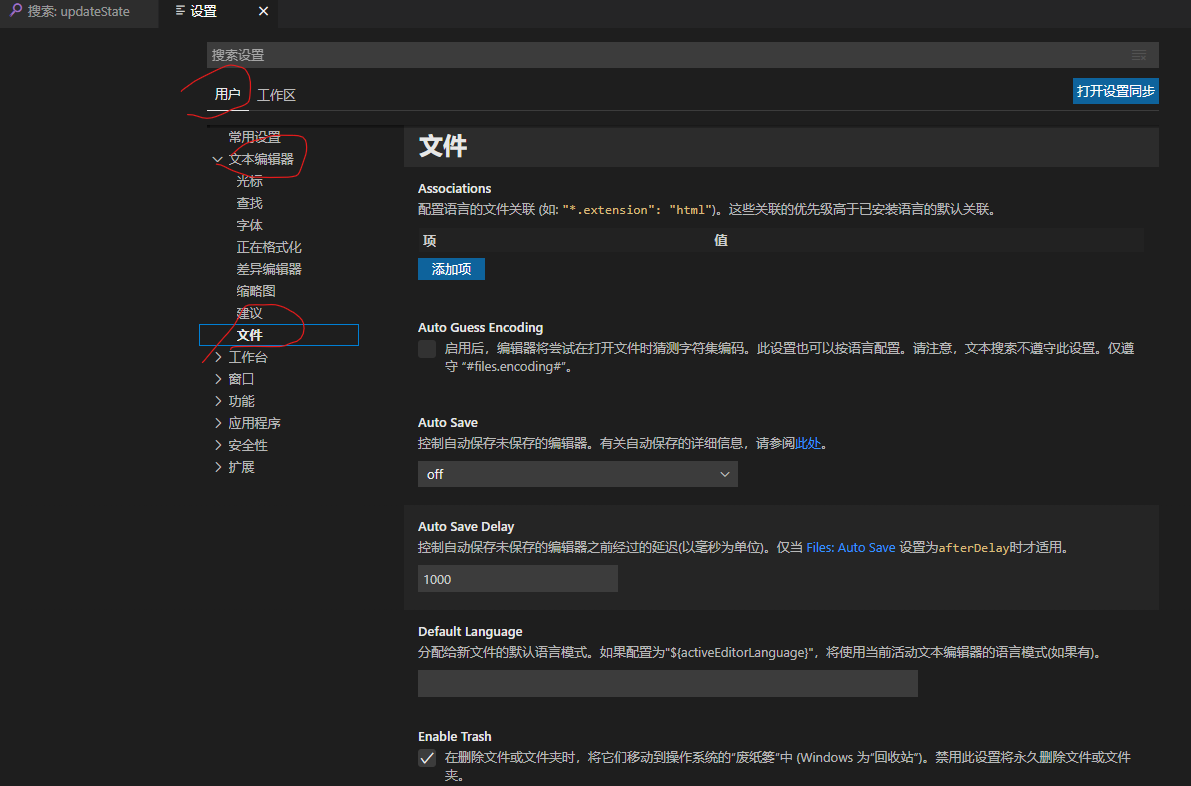 搜索: updateState
设置
搜索设置
用户
工作区
打开设置同步
常用设置
文本编辑器
光标
查找
字体
正在格式化
差异编辑器
缩略图
建议
文件
工作台
窗口
功能
应用程序
安全性
扩展
文件
Associations
配置语言的文件关联 (如: "*.extension": "html")。这些关联的优先级高于已安装语言的默认关联。
项 值
添加项
Auto Guess Encoding
启用后，编辑器将尝试在打开文件时猜测字符集编码。此设置也可以按语言配置。请注意，文本搜索不遵守此设置。仅遵
守 "#files.encoding#"。
Auto Save
控制自动保存未保存的编辑器。有关自动保存的详细信息，请参阅此处。
off
Auto Save Delay
控制自动保存未保存的编辑器之前经过的延迟(以毫秒为单位)。仅当 Files: Auto Save 设置为afterDelay时才适用。
1000
Default Language
分配给新文件的默认语言模式。如果配置为"${activeEditorLanguage}"，将使用当前活动文本编辑器的语言模式(如果有)。
Enable Trash
在删除文件或文件夹时，将它们移动到操作系统的“废纸篓”中 (Windows 为“回收站”)。禁用此设置将永久删除文件或文件
夹。